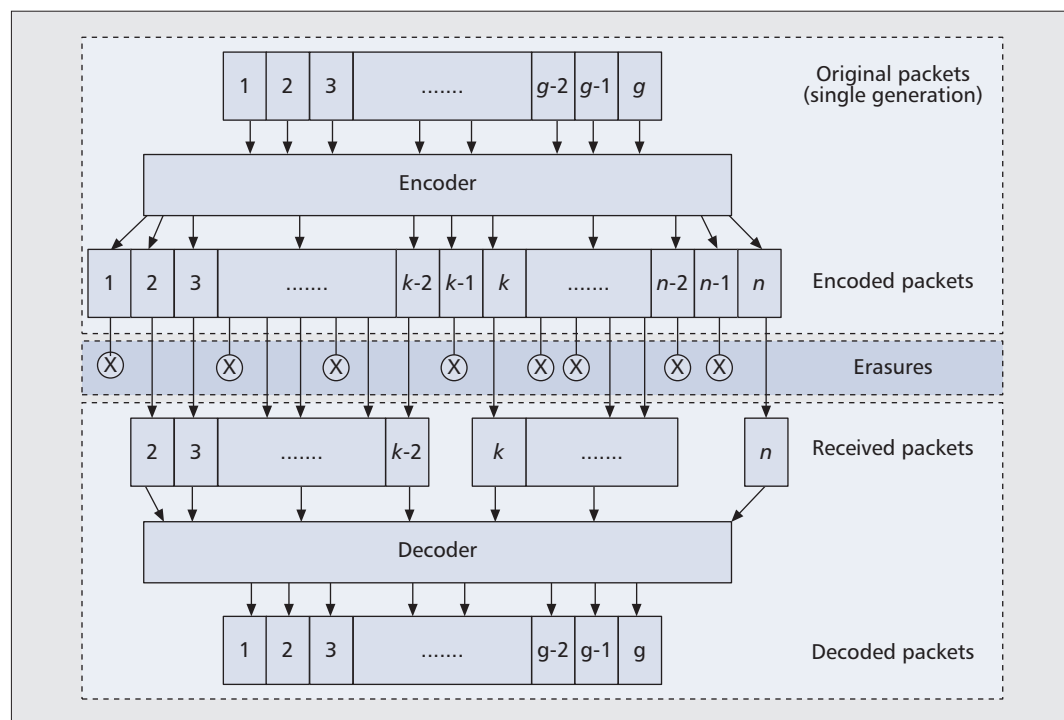 1 2 3 ....... g-2 g-1 g
Original packets
(single generation)
Encoder
1 2 3 ....... k-2 k-1 k ....... n-2 n-1 n
Encoded packets
X X X X X X X X
Erasures
2 3 ....... k-2 k ....... n
Received packets
Decoder
1 2 3 ....... g-2 g-1 g
Decoded packets